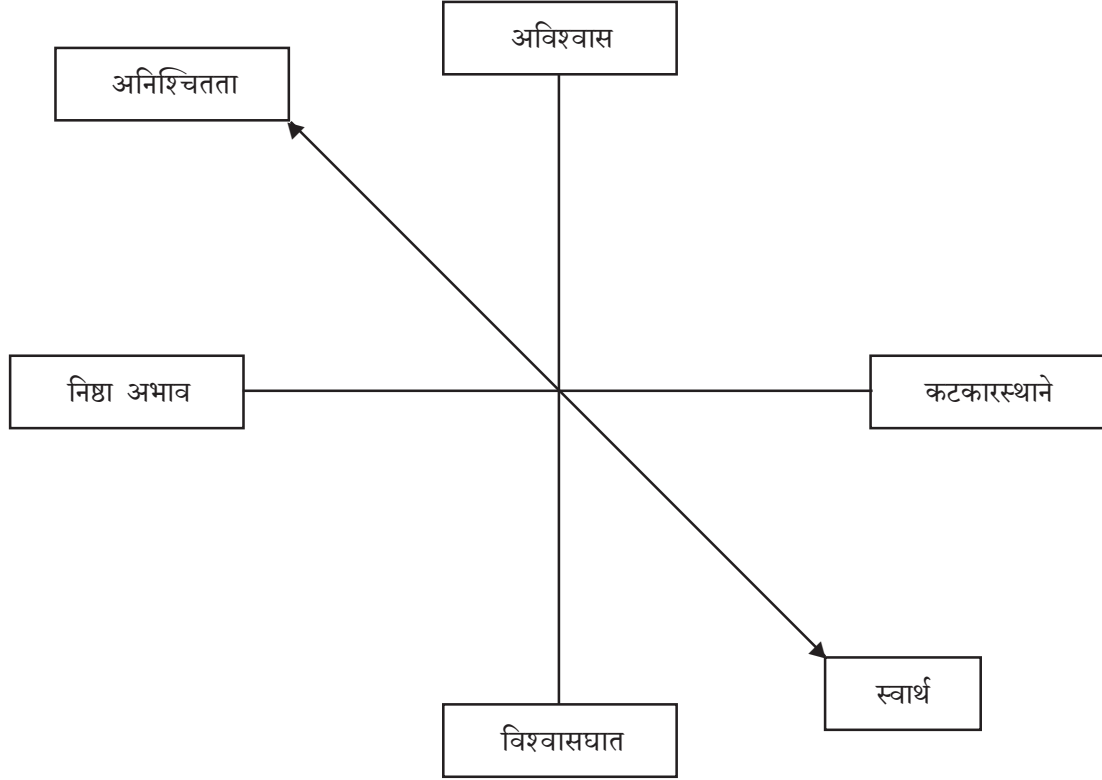 अविश्वास
अनिश्चितता
निष्ठा अभाव
कटकारस्थाने
स्वार्थ
विश्वासघात